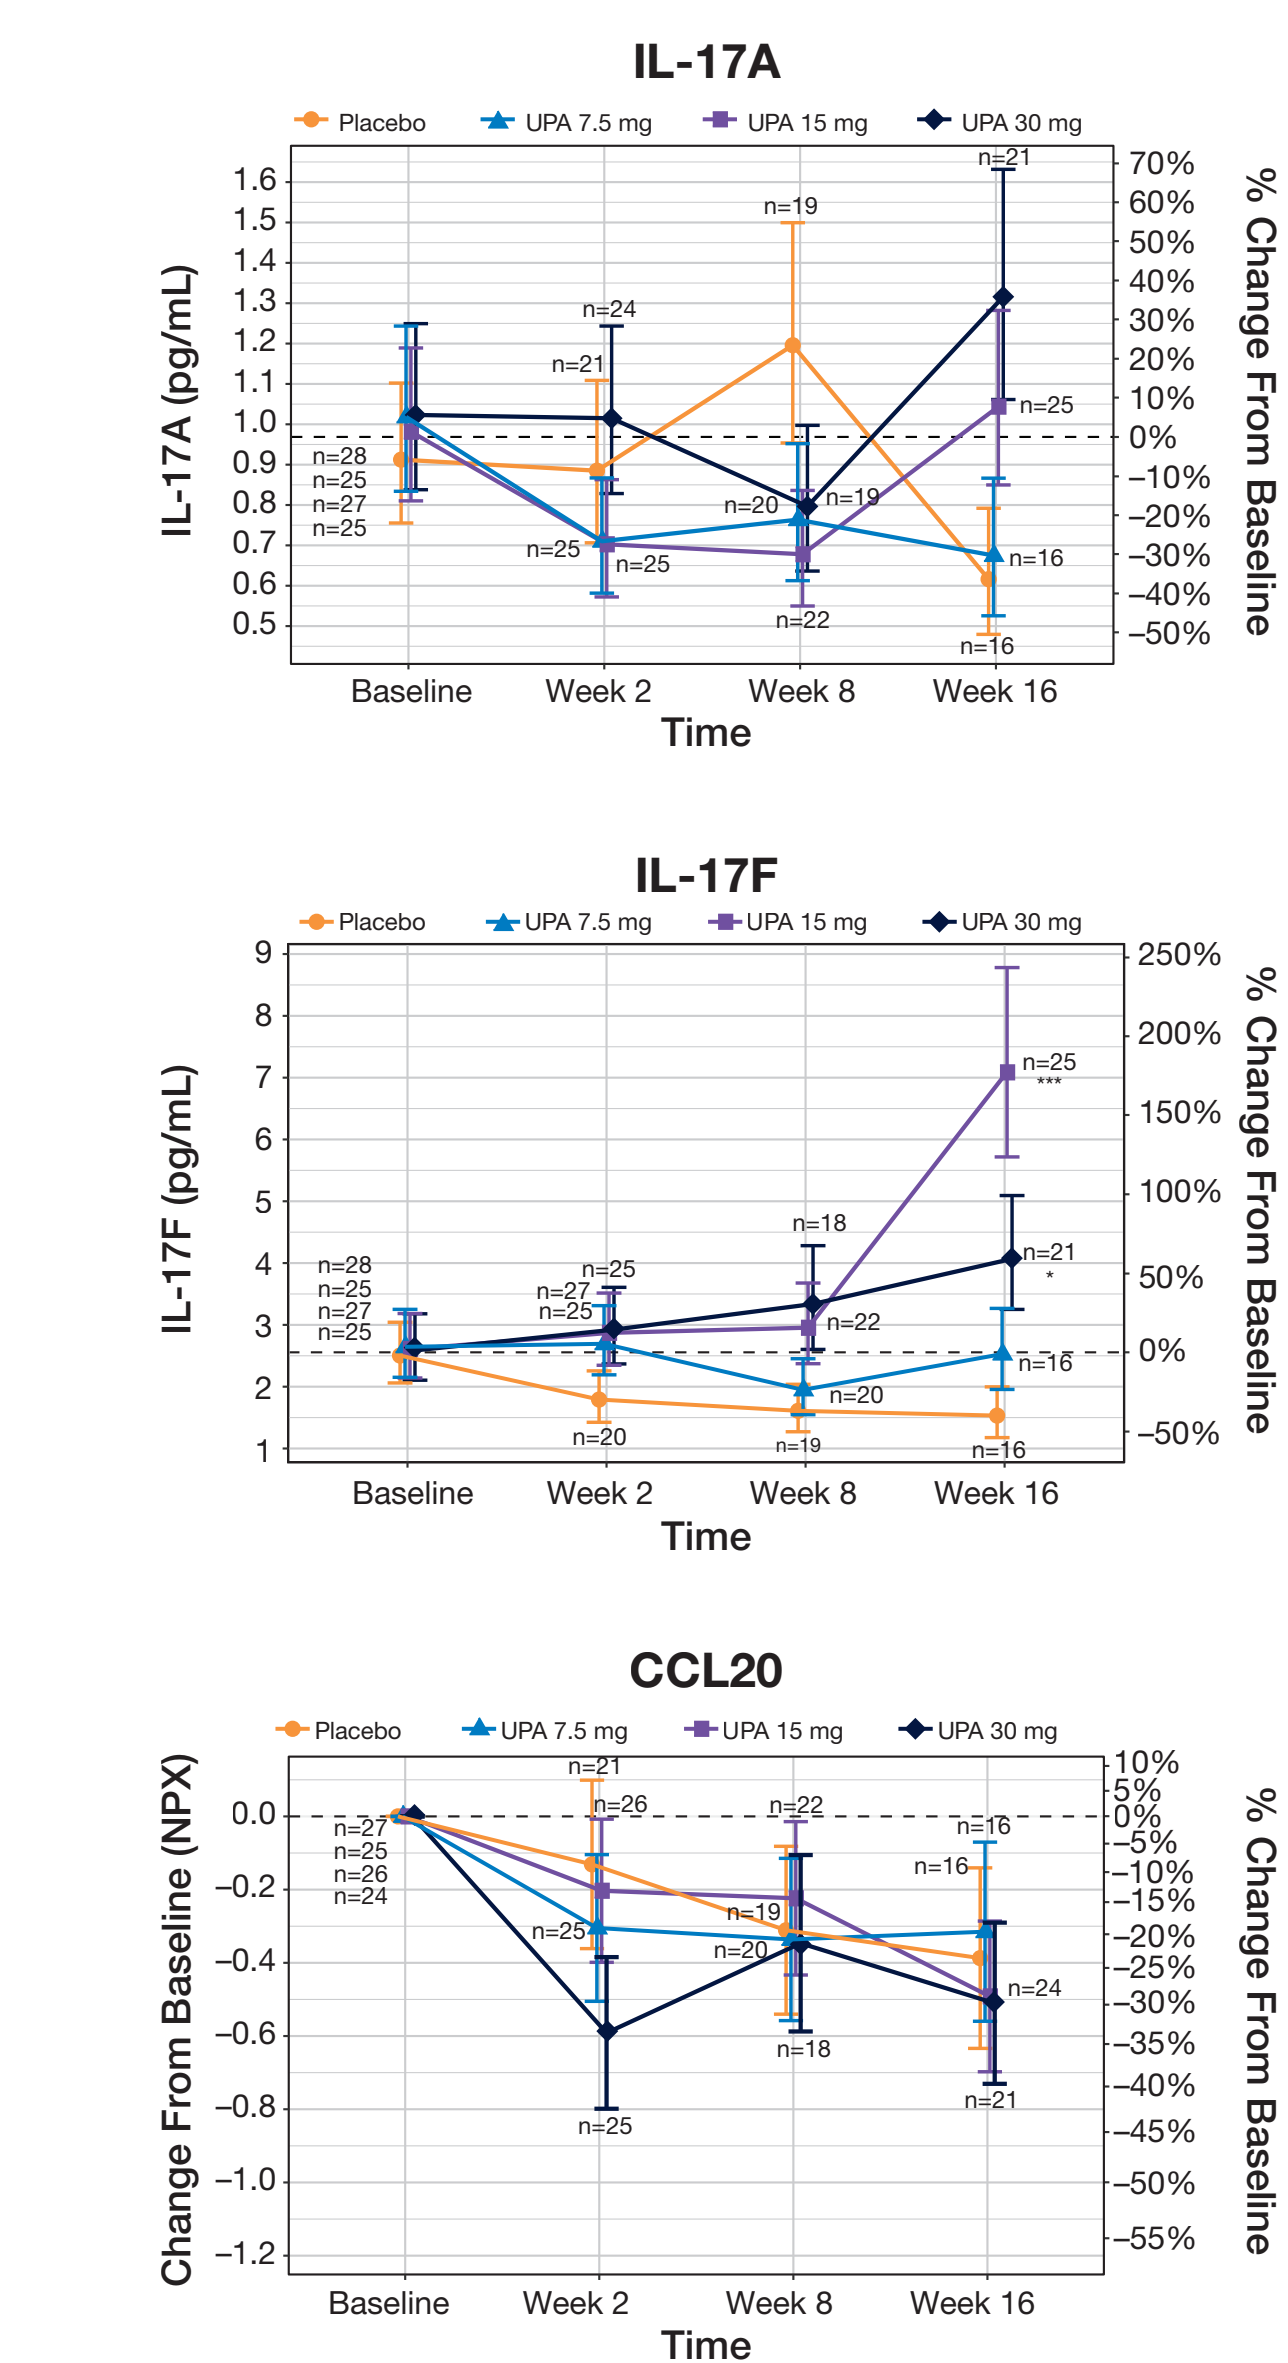 IL-17A
Placebo UPA 7.5 mg UPA 15 mg UPA 30 mg
IL-17A (pg/mL)
1.6
1.5
1.4
1.3
1.2
1.1
1.0
0.9
0.8
0.7
0.6
0.5
n=28
n=25
n=27
n=25
n=21
n=24
n=25
n=25
n=19
n=20
n=19
n=22
n=21
n=25
n=16
n=16
70%
60%
50%
40%
30%
20%
10%
0%
–10%
–20%
–30%
–40%
–50%
% Change From Baseline
Baseline Week 2 Week 8 Week 16
Time
IL-17F
Placebo UPA 7.5 mg UPA 15 mg UPA 30 mg
IL-17F (pg/mL)
9
8
7
6
5
4
3
2
1
n=28
n=25
n=27
n=25
n=25
n=27
n=25
n=20
n=18
n=22
n=20
n=19
n=25
***
n=21
*
n=16
n=16
250%
200%
150%
100%
50%
0%
–50%
% Change From Baseline
Baseline Week 2 Week 8 Week 16
Time
CCL20
Placebo UPA 7.5 mg UPA 15 mg UPA 30 mg
Change From Baseline (NPX)
0.0
–0.2
–0.4
–0.6
–0.8
–1.0
–1.2
n=27
n=25
n=26
n=24
n=21
n=26
n=25
n=25
n=22
n=19
n=20
n=18
n=16
n=16
n=24
n=21
10%
5%
0%
–5%
–10%
–15%
–20%
–25%
–30%
–35%
–40%
–45%
–50%
–55%
% Change From Baseline
Baseline Week 2 Week 8 Week 16
Time